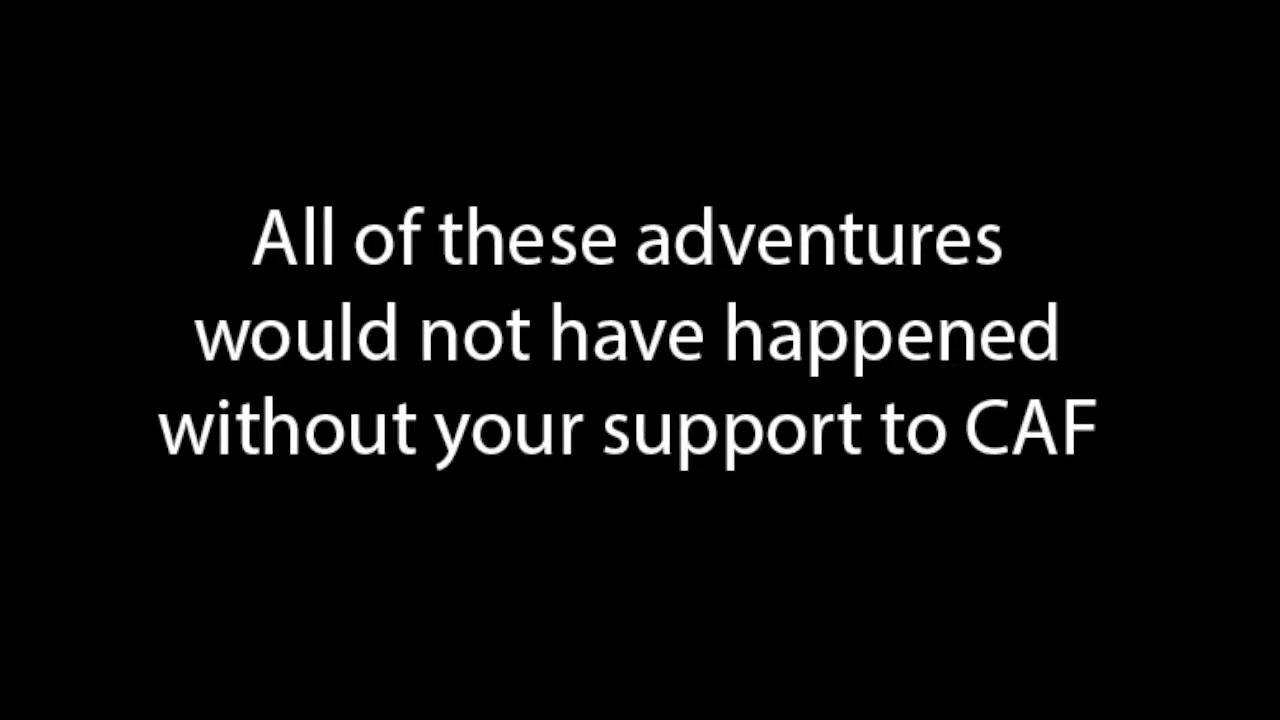 All of these adventures
would not have happened
without your support to CAF